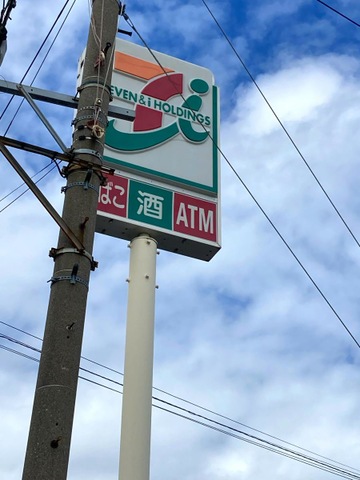 EVEN & i HOLDINGS
ばこ 酒 ATM